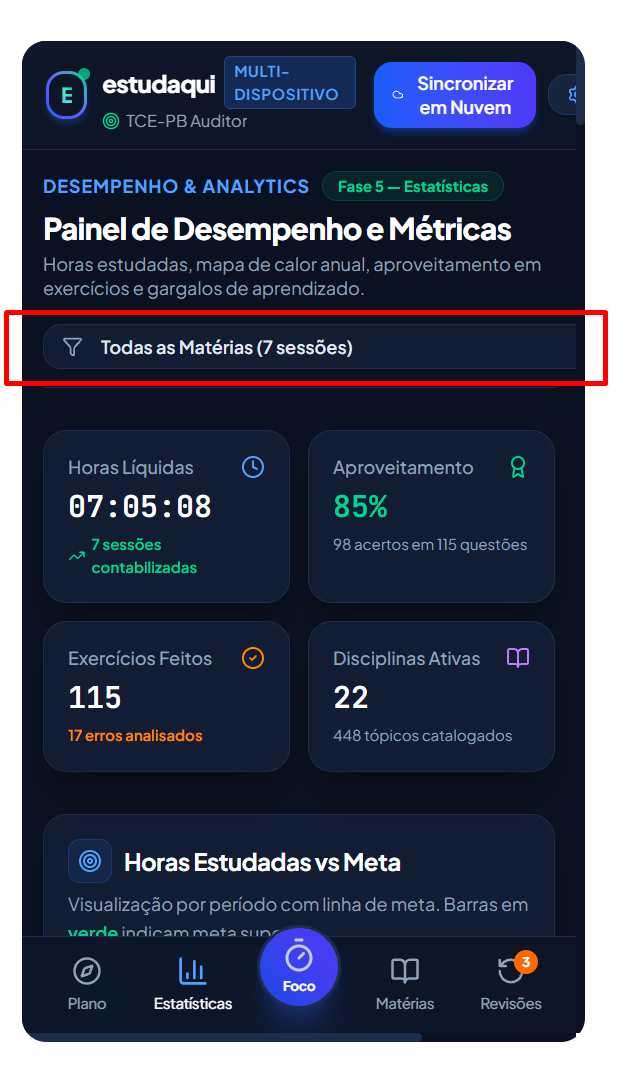 E
estudaqui
MULTI-
DISPOSITIVO
TCE-PB Auditor
Sincronizar
em Nuvem
DESEMPENHO & ANALYTICS
Fase 5 — Estatísticas
Painel de Desempenho e Métricas
Horas estudadas, mapa de calor anual, aproveitamento em
exercícios e gargalos de aprendizado.
Todas as Matérias (7 sessões)
Horas Líquidas
07:05:08
7 sessões
contabilizadas
Aproveitamento
85%
98 acertos em 115 questões
Exercícios Feitos
115
17 erros analisados
Disciplinas Ativas
22
448 tópicos catalogados
Horas Estudadas vs Meta
Visualização por período com linha de meta. Barras em
verde indicam meta
Plano
Estatísticas
Foco
Matérias
3
Revisões